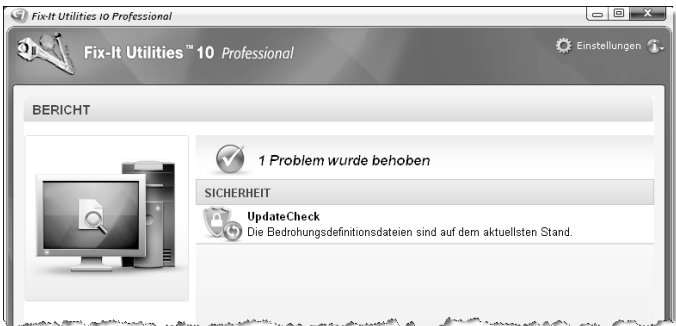 Fix-It Utilities 10 Professional
Fix-It Utilities™ 10 Professional
Einstellungen
BERICHT
1 Problem wurde behoben
SICHERHEIT
UpdateCheck
Die Bedrohungsdefinitionsdateien sind auf dem aktuellsten Stand.